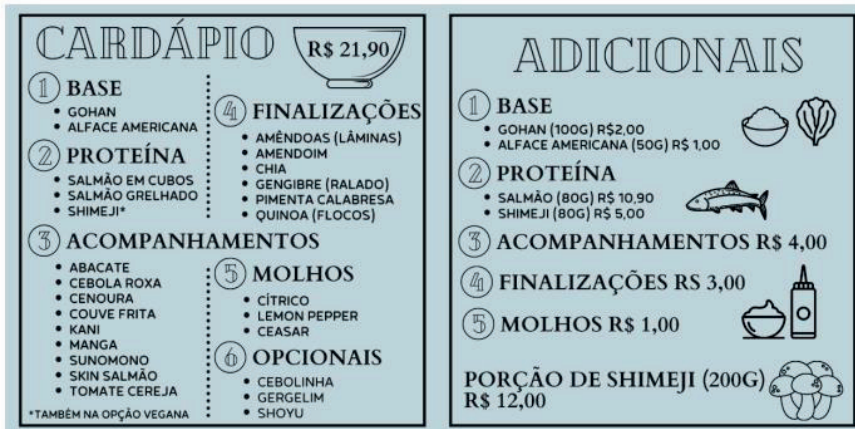 CARDÁPIO
R$ 21,90
1 BASE
• GOHAN
• ALFACE AMERICANA
2 PROTEÍNA
• SALMÃO EM CUBOS
• SALMÃO GRELHADO
• SHIMEJI*
3 ACOMPANHAMENTOS
• ABACATE
• CEBOLA ROXA
• CENOURA
• COUVE FRITA
• KANI
• MANGA
• SUNOMONO
• SKIN SALMÃO
• TOMATE CEREJA
*TAMBÉM NA OPÇÃO VEGANA
4 FINALIZAÇÕES
• AMÊNDOAS (LÂMINAS)
• AMENDOIM
• CHIA
• GENGIBRE (RALADO)
• PIMENTA CALABRESA
• QUINOA (FLOCOS)
5 MOLHOS
• CÍTRICO
• LEMON PEPPER
• CEASAR
6 OPCIONAIS
• CEBOLINHA
• GERGELIM
• SHOYU
ADICIONAIS
1 BASE
• GOHAN (100G) R$2,00
• ALFACE AMERICANA (50G) R$ 1,00
2 PROTEÍNA
• SALMÃO (80G) R$ 10,90
• SHIMEJI (80G) R$ 5,00
3 ACOMPANHAMENTOS R$ 4,00
4 FINALIZAÇÕES RS 3,00
5 MOLHOS R$ 1,00
PORÇÃO DE SHIMEJI (200G)
R$ 12,00